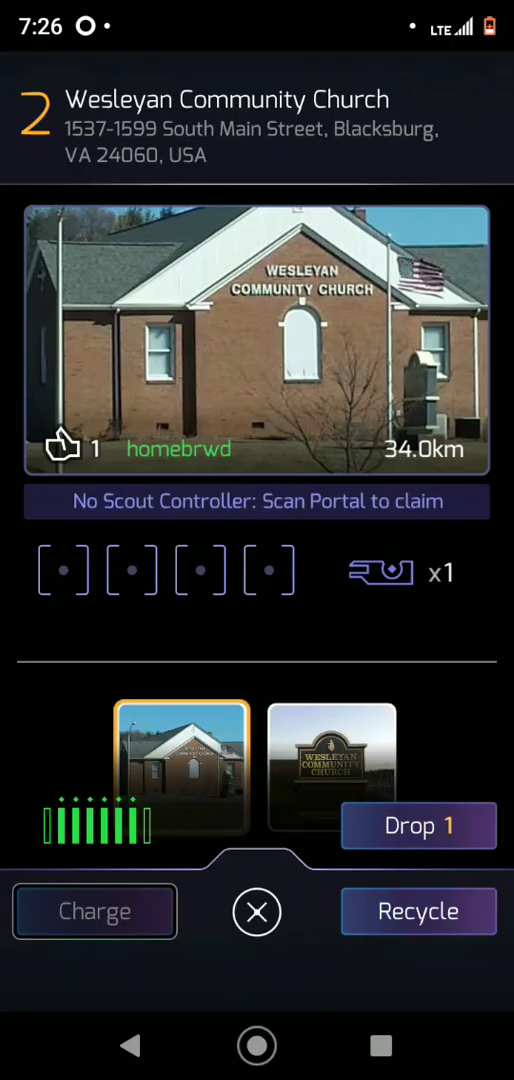 7:26
LTE
2
Wesleyan Community Church
1537-1599 South Main Street, Blacksburg,
VA 24060, USA
WESLEYAN
COMMUNITY CHURCH
1
homebrwd
34.0km
No Scout Controller: Scan Portal to claim
x1
WESLEYAN
COMMUNITY
CHURCH
Drop 1
Charge
Recycle